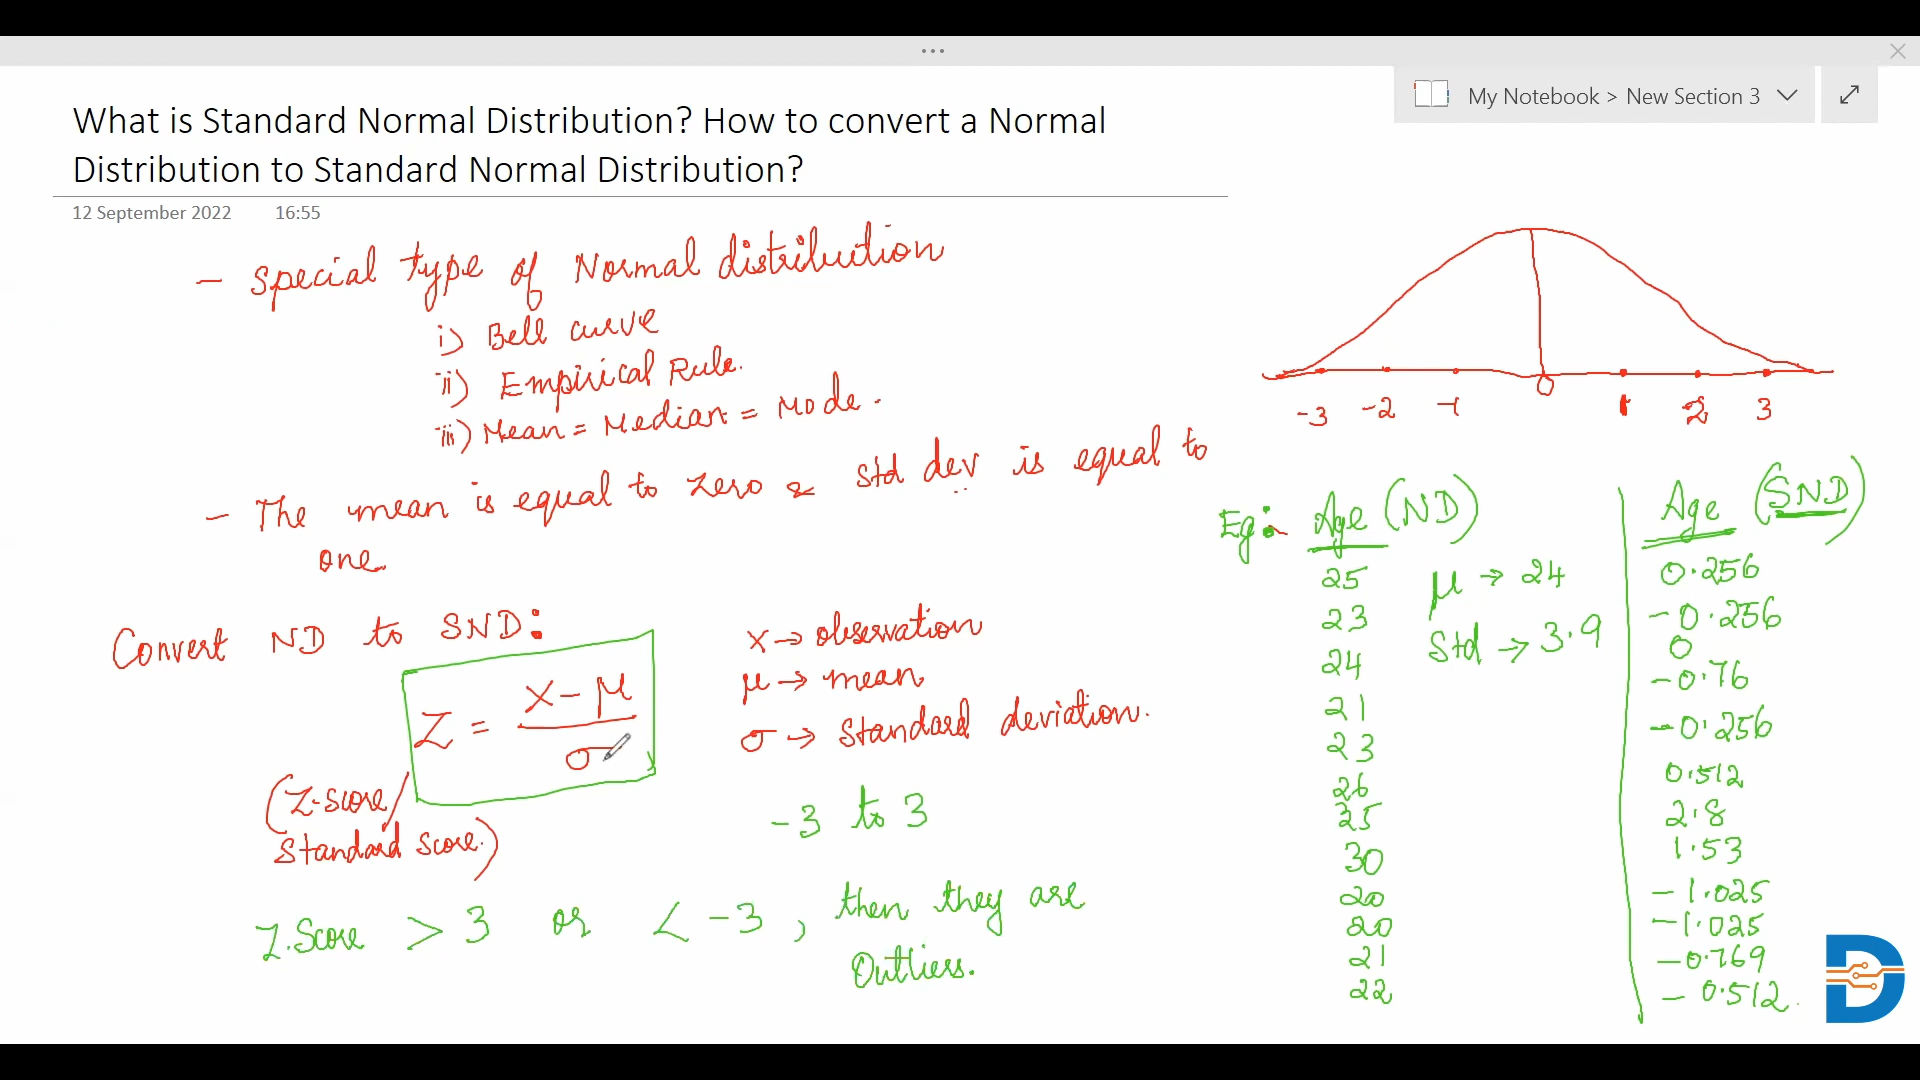 My Notebook > New Section 3
What is Standard Normal Distribution? How to convert a Normal
Distribution to Standard Normal Distribution?
12 September 2022 16:55
- Special type of Normal distribution
i) Bell curve
ii) Empirical Rule.
iii) Mean = Median = Mode.
- The mean is equal to zero & std dev is equal to
one
Convert ND to SND:
Z = X - μ
σ
(Z-score/
Standard score.)
x → observation
μ → mean
σ → standard deviation.
-3 to 3
Z.Score > 3 or < -3, then they are
Outliers.
-3 -2 -1 0 1 2 3
Eg:- Age (ND)
25
23
24
21
23
26
35
30
20
20
21
22
μ → 24
Std → 3.9
Age (SND)
0.256
-0.256
0
-0.76
-0.256
0.512
2.8
1.53
-1.025
-1.025
-0.769
-0.512.